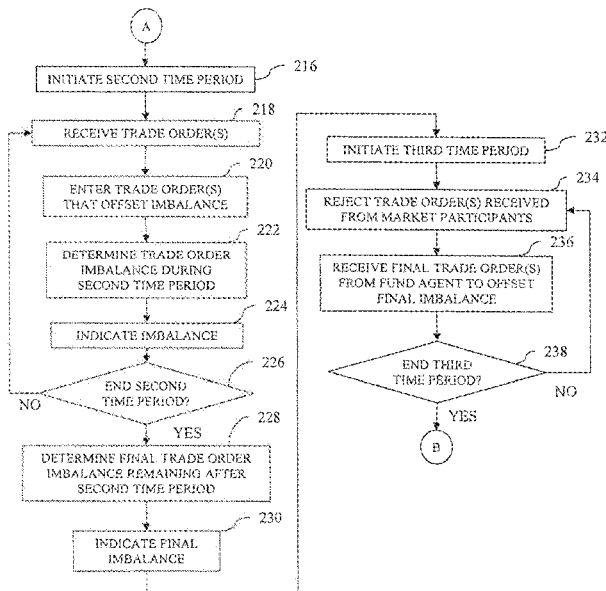 A
INITIATE SECOND TIME PERIOD
216
RECEIVE TRADE ORDER(S)
218
ENTER TRADE ORDER(S)
THAT OFFSET IMBALANCE
220
DETERMINE TRADE ORDER
IMBALANCE DURING
SECOND TIME PERIOD
222
INDICATE IMBALANCE
224
END SECOND
TIME PERIOD?
226
NO
YES
DETERMINE FINAL TRADE ORDER
IMBALANCE REMAINING AFTER
SECOND TIME PERIOD
228
INDICATE FINAL
IMBALANCE
230
INITIATE THIRD TIME PERIOD
232
REJECT TRADE ORDER(S) RECEIVED
FROM MARKET PARTICIPANTS
234
RECEIVE FINAL TRADE ORDER(S)
FROM FUND AGENT TO OFFSET
FINAL IMBALANCE
236
END THIRD
TIME PERIOD?
238
NO
YES
B